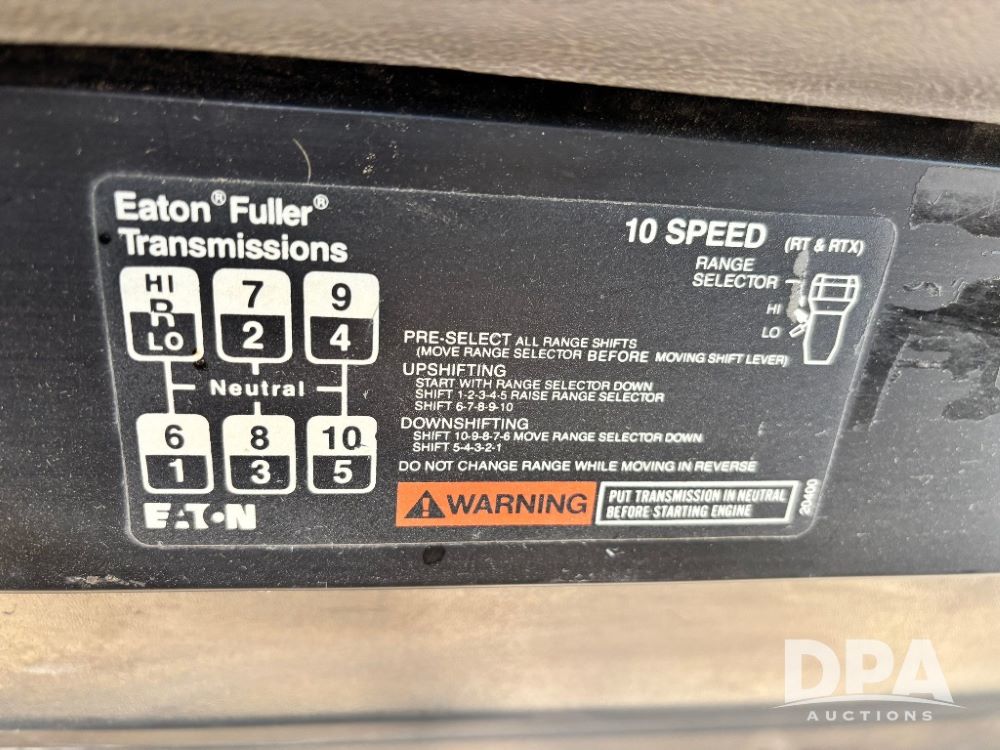 Eaton® Fuller®
Transmissions
10 SPEED (RT & RTX)
RANGE
SELECTOR
HI
LO
HI
R
LO
7
2
9
4
Neutral
6
1
8
3
10
5
EATON
PRE-SELECT ALL RANGE SHIFTS
(MOVE RANGE SELECTOR BEFORE MOVING SHIFT LEVER)
UPSHIFTING
START WITH RANGE SELECTOR DOWN
SHIFT 1-2-3-4-5 RAISE RANGE SELECTOR
SHIFT 6-7-8-9-10
DOWNSHIFTING
SHIFT 10-9-8-7-6 MOVE RANGE SELECTOR DOWN
SHIFT 5-4-3-2-1
DO NOT CHANGE RANGE WHILE MOVING IN REVERSE
WARNING
PUT TRANSMISSION IN NEUTRAL
BEFORE STARTING ENGINE
20400
DPA
AUCTIONS